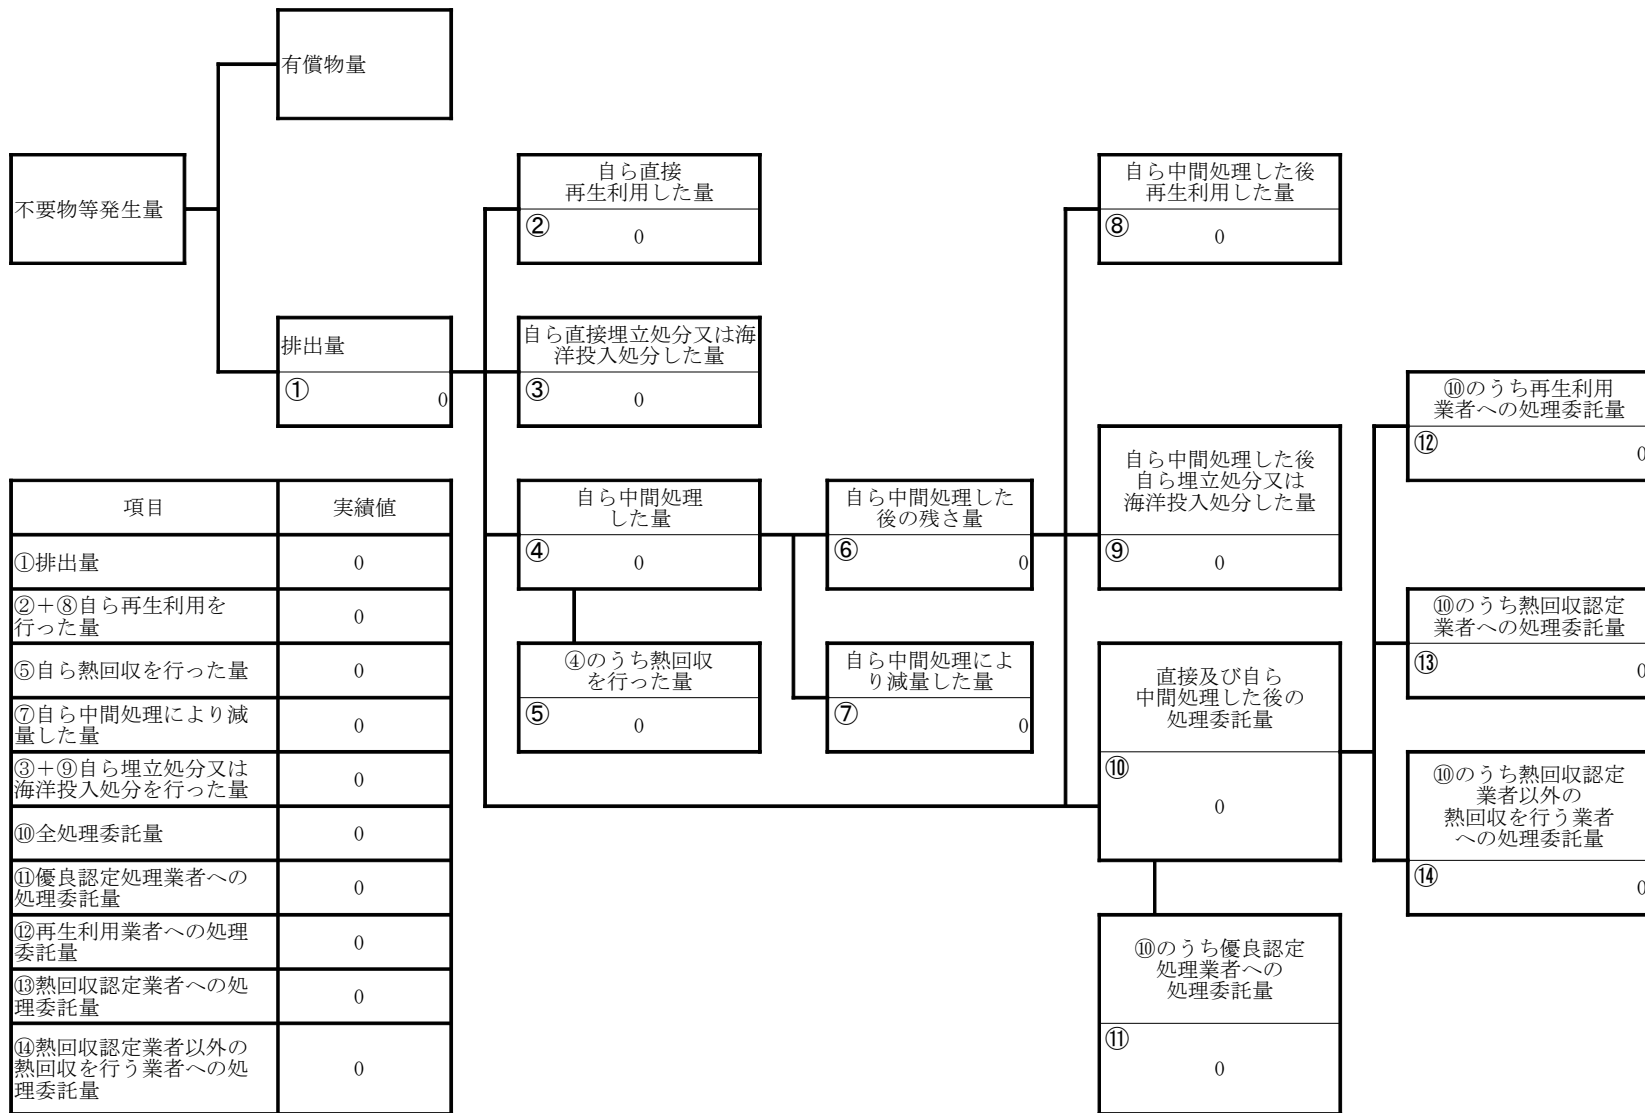 有償物量
不要物等発生量
自ら直接
再生利用した量
②
0
自ら中間処理した後
再生利用した量
⑧
0
排出量
①
0
自ら直接埋立処分又は海
洋投入処分した量
③
0
⑩のうち再生利用
業者への処理委託量
⑫
0
自ら中間処理した後
自ら埋立処分又は
海洋投入処分した量
⑨
0
自ら中間処理
した量
④
0
自ら中間処理した
後の残さ量
⑥
0
④のうち熱回収
を行った量
⑤
0
自ら中間処理によ
り減量した量
⑦
0
直接及び自ら
中間処理した後の
処理委託量
⑩
0
⑩のうち熱回収認定
業者への処理委託量
⑬
0
⑩のうち熱回収認定
業者以外の
熱回収を行う業者
への処理委託量
⑭
0
⑩のうち優良認定
処理業者への
処理委託量
⑪
0
項目 実績値
①排出量 0
②＋⑧自ら再生利用を
行った量 0
⑤自ら熱回収を行った量 0
⑦自ら中間処理により減
量した量 0
③＋⑨自ら埋立処分又は
海洋投入処分を行った量 0
⑩全処理委託量 0
⑪優良認定処理業者への
処理委託量 0
⑫再生利用業者への処理
委託量 0
⑬熱回収認定業者への処
理委託量 0
⑭熱回収認定業者以外の
熱回収を行う業者への処
理委託量 0